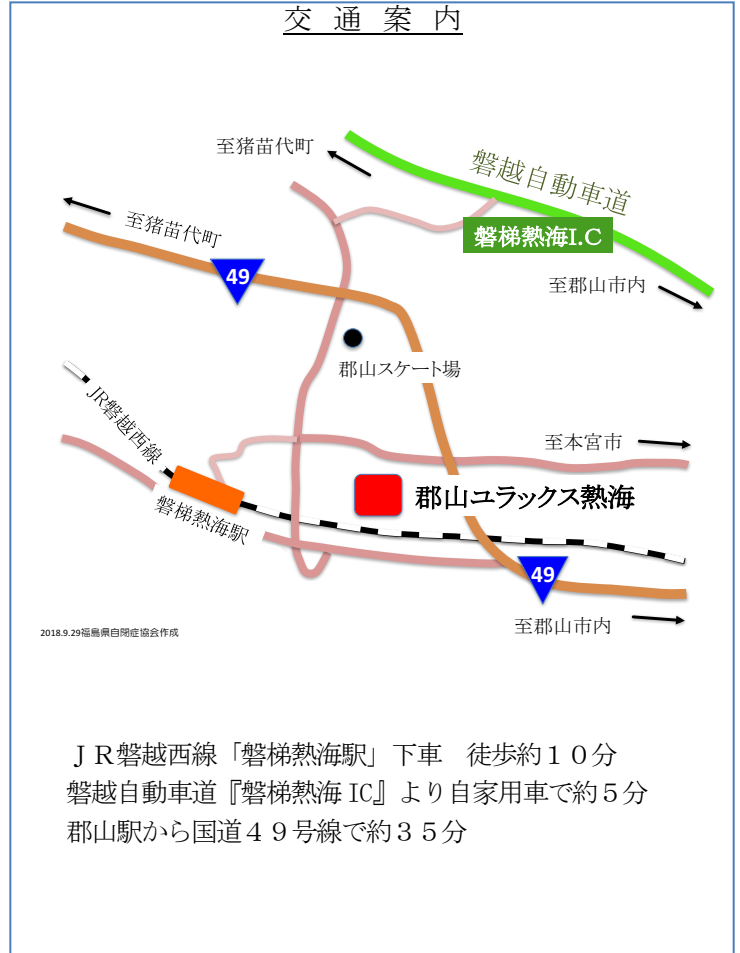 交 通 案 内
至猪苗代町
磐越自動車道
至猪苗代町
磐梯熱海I.C
49
至郡山市内
郡山スケート場
JR磐越西線
至本宮市
郡山ユラックス熱海
磐梯熱海駅
49
至郡山市内
2018.9.29福島県自閉症協会作成
ＪＲ磐越西線「磐梯熱海駅」下車　徒歩約１０分
磐越自動車道『磐梯熱海 IC』より自家用車で約５分
郡山駅から国道４９号線で約３５分